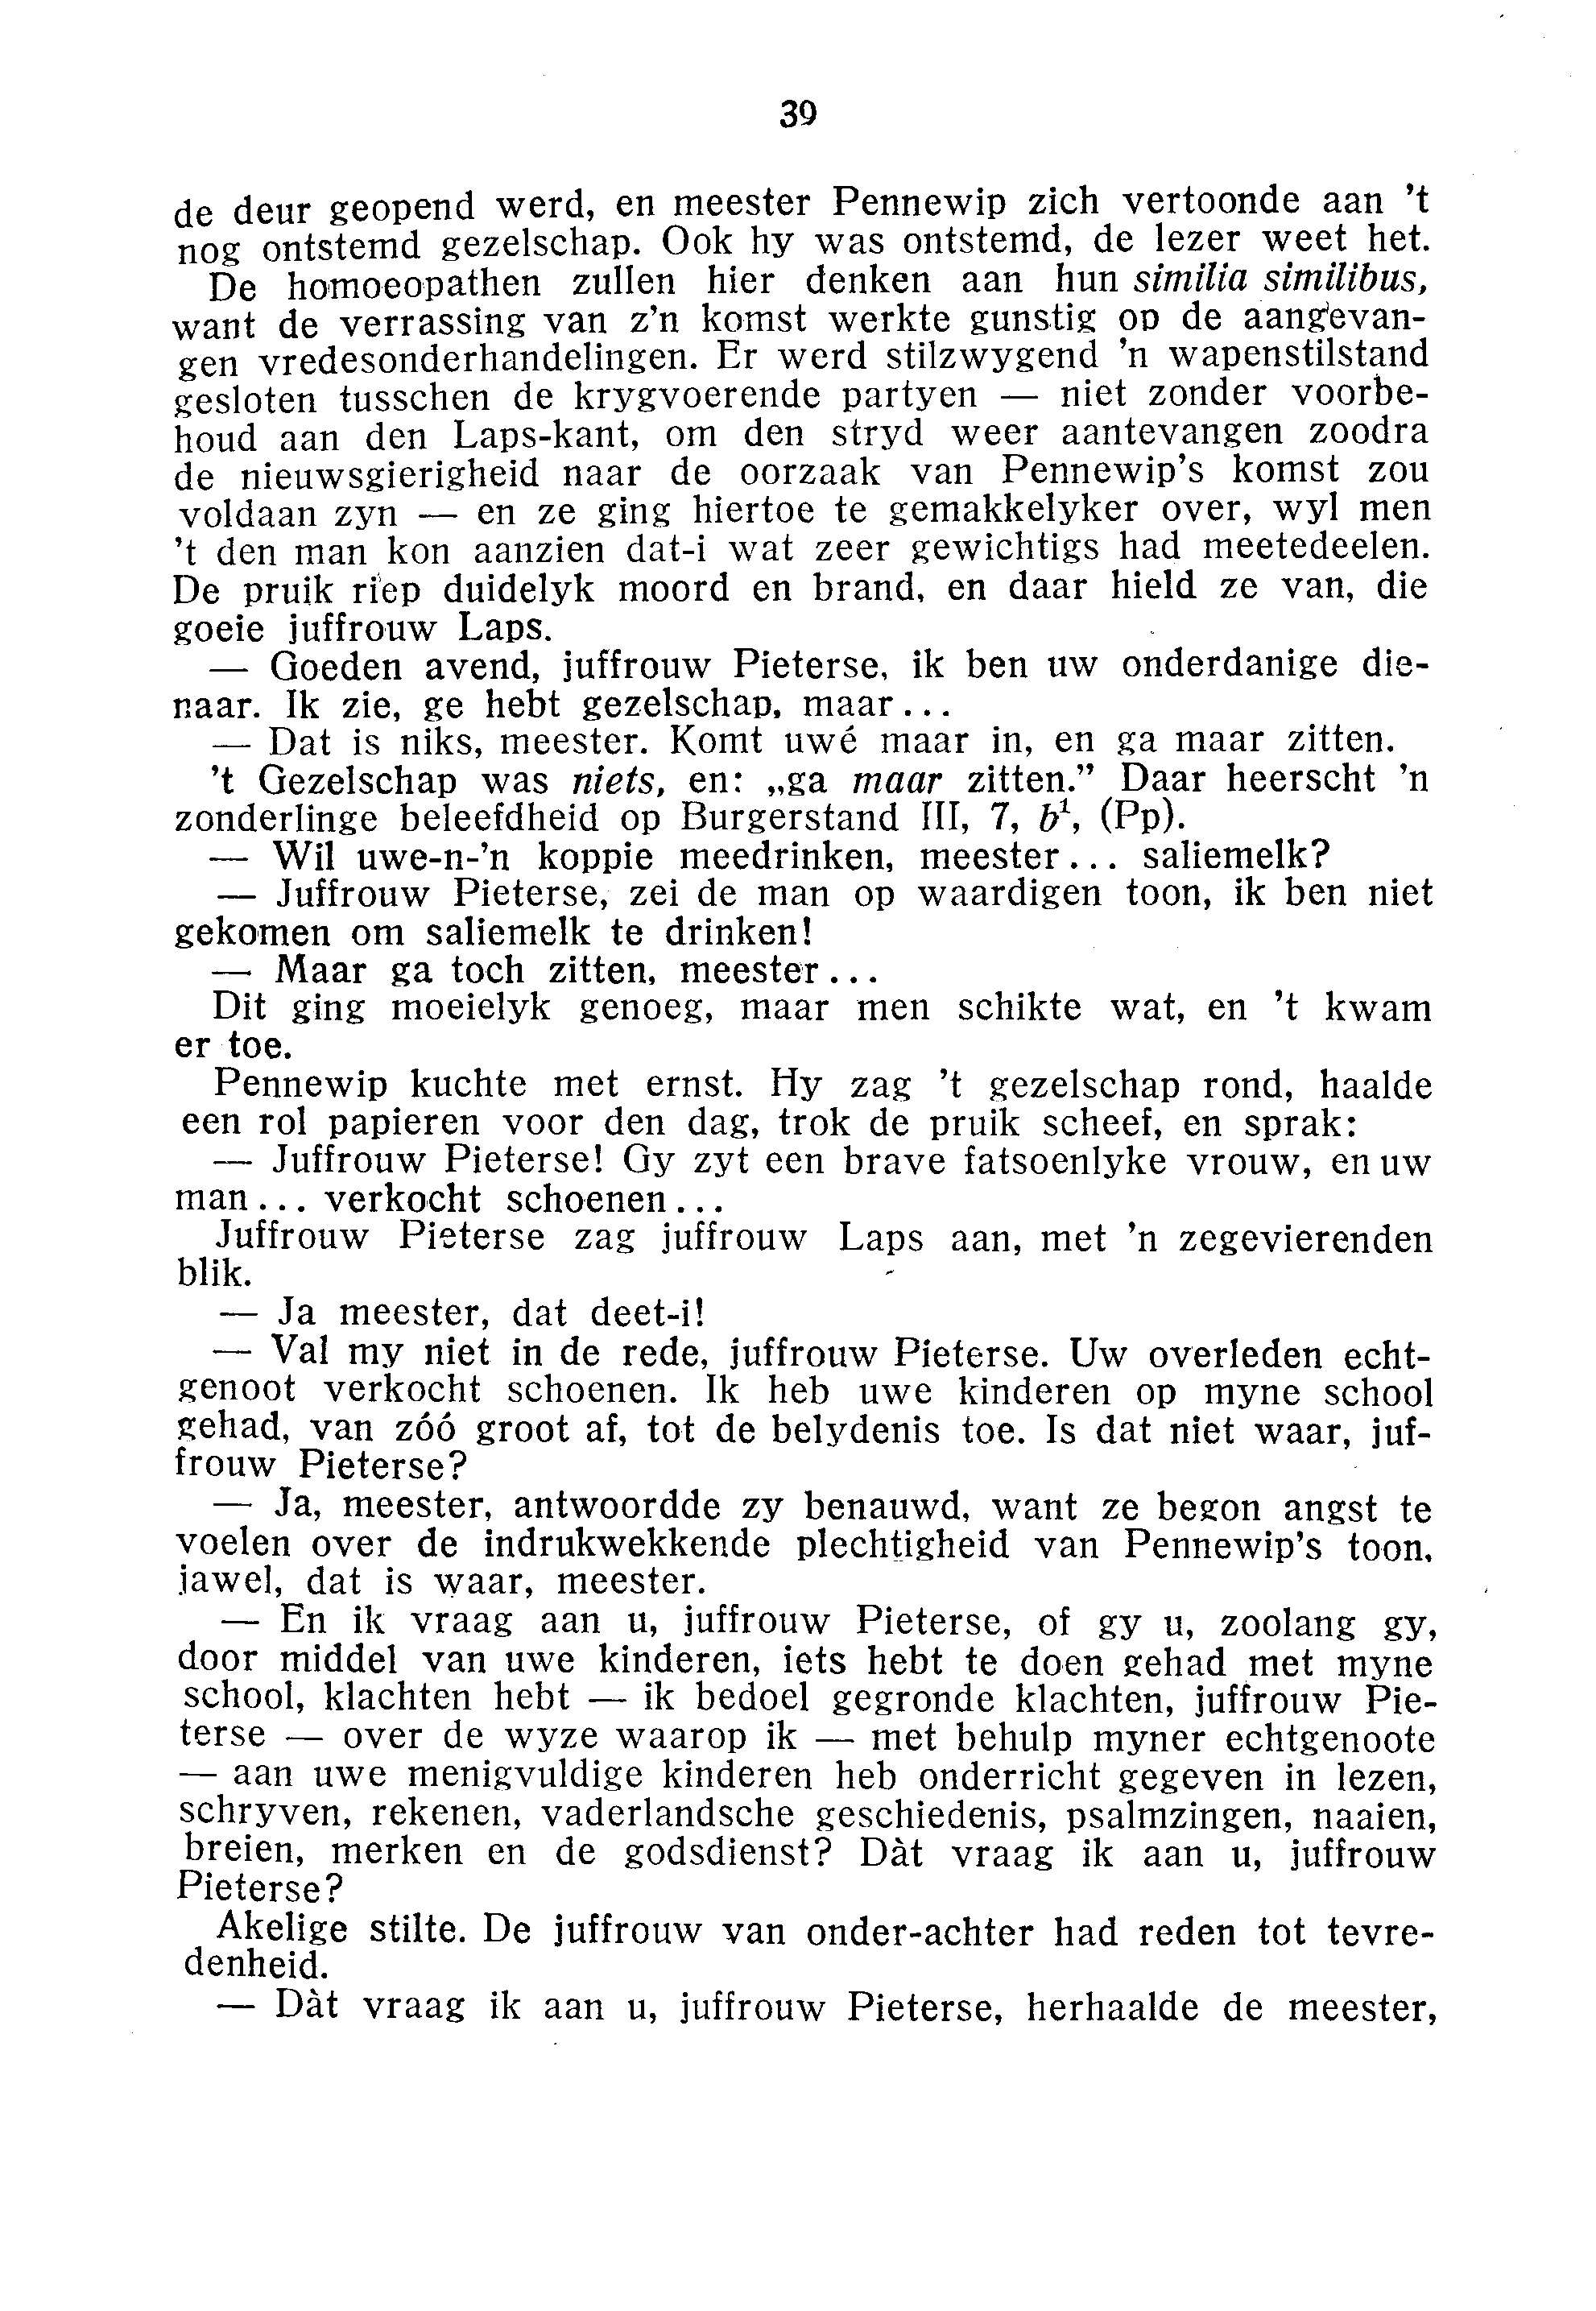 39
de deur geopend werd, en meester Pennewip zich vertoonde aan 't
nog ontstemd gezelschap. Ook hy was ontstemd, de lezer weet het.
De homoeopathen zullen hier denken aan hun similia similibus,
want de verrassing van z'n komst werkte gunstig op de aangevan-
gen vredesonderhandelingen. Er werd stilzwygend 'n wapenstilstand
gesloten tusschen de krygvoerende partyen — niet zonder voorbe-
houd aan den Laps-kant, om den stryd weer aantevangen zoodra
de nieuwsgierigheid naar de oorzaak van Pennewip's komst zou
voldaan zyn — en ze ging hiertoe te gemakkelyker over, wyl men
't den man kon aanzien dat-i wat zeer gewichtigs had meetedeelen.
De pruik riep duidelyk moord en brand, en daar hield ze van, die
goeie juffrouw Laps.
— Goeden avend, juffrouw Pieterse, ik ben uw onderdanige die-
naar. Ik zie, ge hebt gezelschap, maar...
— Dat is niks, meester. Komt uwé maar in, en ga maar zitten.
't Gezelschap was niets, en: „ga maar zitten.” Daar heerscht 'n
zonderlinge beleefdheid op Burgerstand III, 7, b¹, (Pp).
— Wil uwe-n-'n koppie meedrinken, meester... saliemelk?
— Juffrouw Pieterse, zei de man op waardigen toon, ik ben niet
gekomen om saliemelk te drinken!
— Maar ga toch zitten, meester...
Dit ging moeielyk genoeg, maar men schikte wat, en 't kwam
er toe.
Pennewip kuchte met ernst. Hy zag 't gezelschap rond, haalde
een rol papieren voor den dag, trok de pruik scheef, en sprak:
— Juffrouw Pieterse! Gy zyt een brave fatsoenlyke vrouw, en uw
man... verkocht schoenen...
Juffrouw Pieterse zag juffrouw Laps aan, met 'n zegevierenden
blik.
— Ja meester, dat deet-i!
— Val my niet in de rede, juffrouw Pieterse. Uw overleden echt-
genoot verkocht schoenen. Ik heb uwe kinderen op myne school
gehad, van zóó groot af, tot de belydenis toe. Is dat niet waar, juf-
frouw Pieterse?
— Ja, meester, antwoordde zy benauwd, want ze begon angst te
voelen over de indrukwekkende plechtigheid van Pennewip's toon,
jawel, dat is waar, meester.
— En ik vraag aan u, juffrouw Pieterse, of gy u, zoolang gy,
door middel van uwe kinderen, iets hebt te doen gehad met myne
school, klachten hebt — ik bedoel gegronde klachten, juffrouw Pie-
terse — over de wyze waarop ik — met behulp myner echtgenoote
— aan uwe menigvuldige kinderen heb onderricht gegeven in lezen,
schryven, rekenen, vaderlandsche geschiedenis, psalmzingen, naaien,
breien, merken en de godsdienst? Dàt vraag ik aan u, juffrouw
Pieterse?
Akelige stilte. De juffrouw van onder-achter had reden tot tevre-
denheid.
— Dàt vraag ik aan u, juffrouw Pieterse, herhaalde de meester,